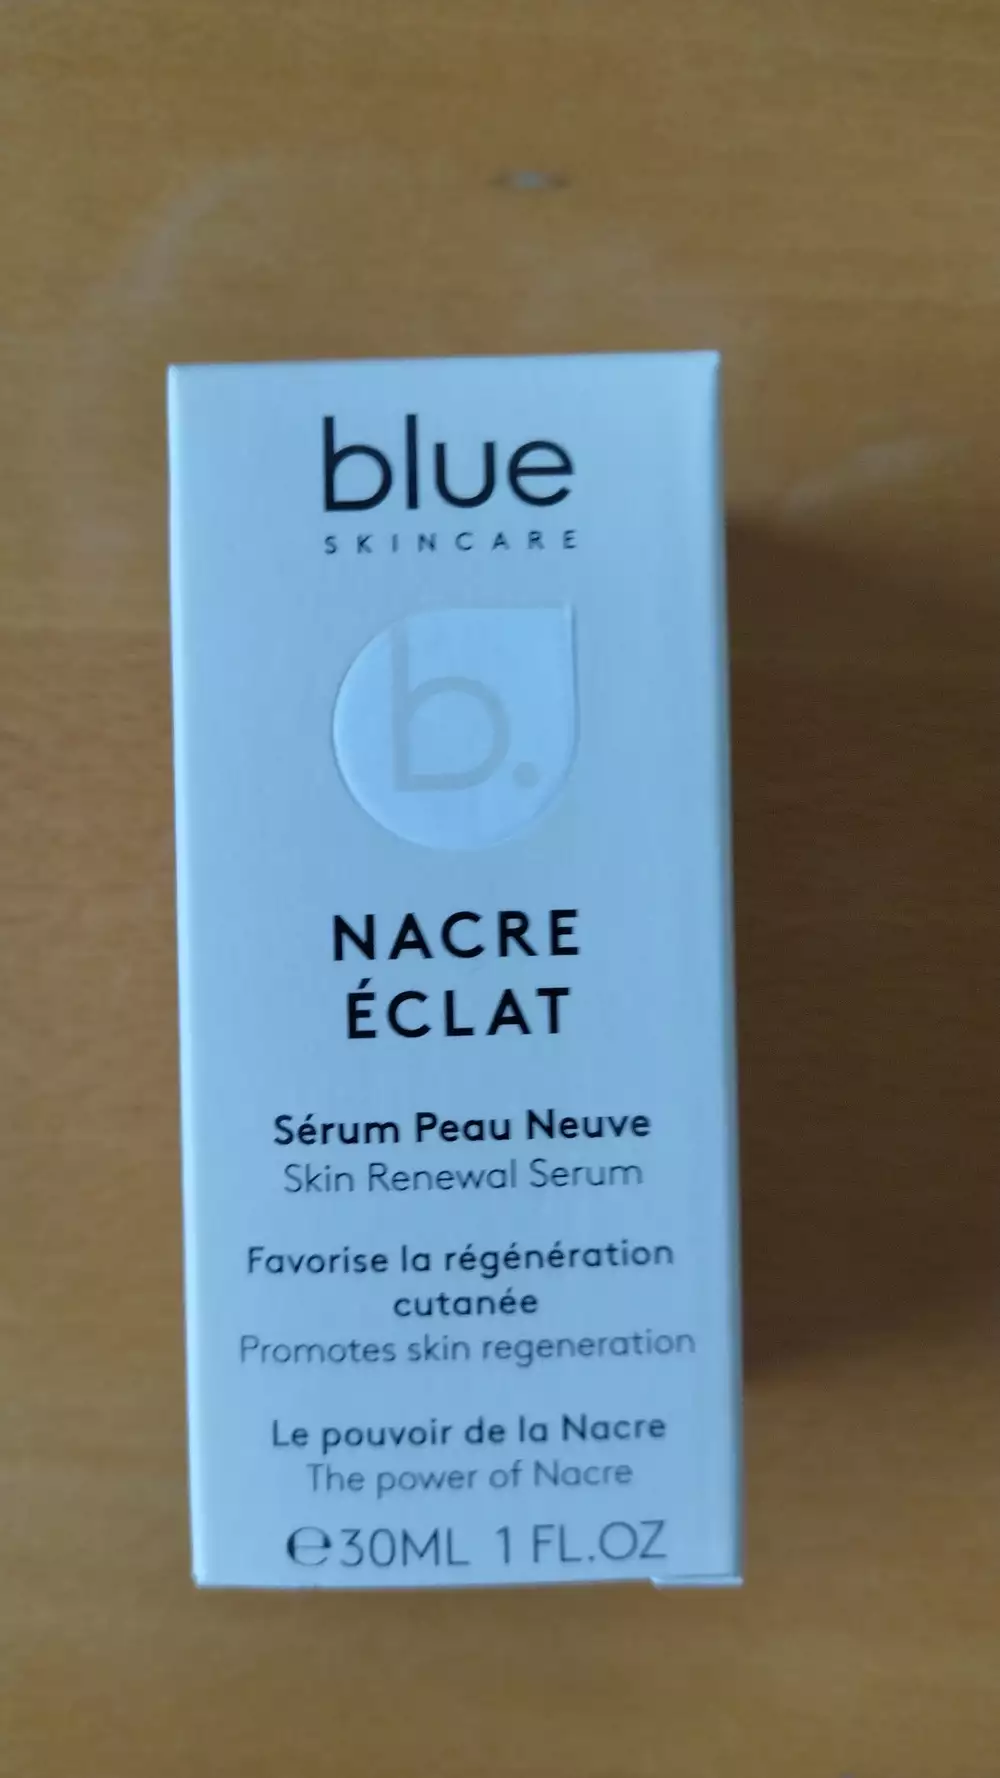 blue
SKINCARE
b.
NACRE
ÉCLAT
Sérum Peau Neuve
Skin Renewal Serum
Favorise la régénération
cutanée
Promotes skin regeneration
Le pouvoir de la Nacre
The power of Nacre
℮30ML 1 FL.OZ